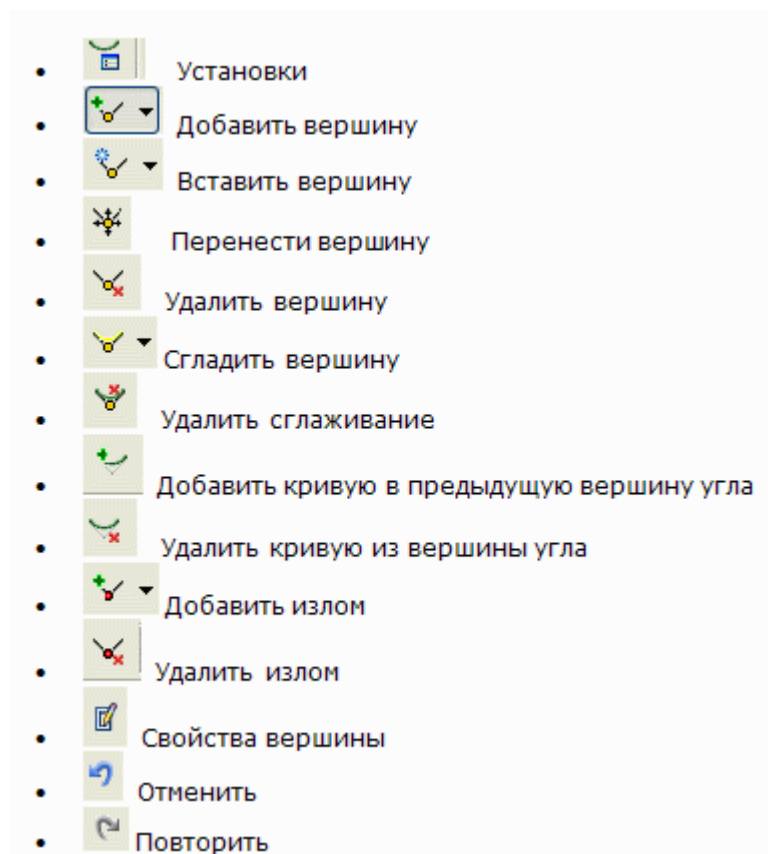 • Установки
• Добавить вершину
• Вставить вершину
• Перенести вершину
• Удалить вершину
• Сгладить вершину
• Удалить сглаживание
• Добавить кривую в предыдущую вершину угла
• Удалить кривую из вершины угла
• Добавить излом
• Удалить излом
• Свойства вершины
• Отменить
• Повторить